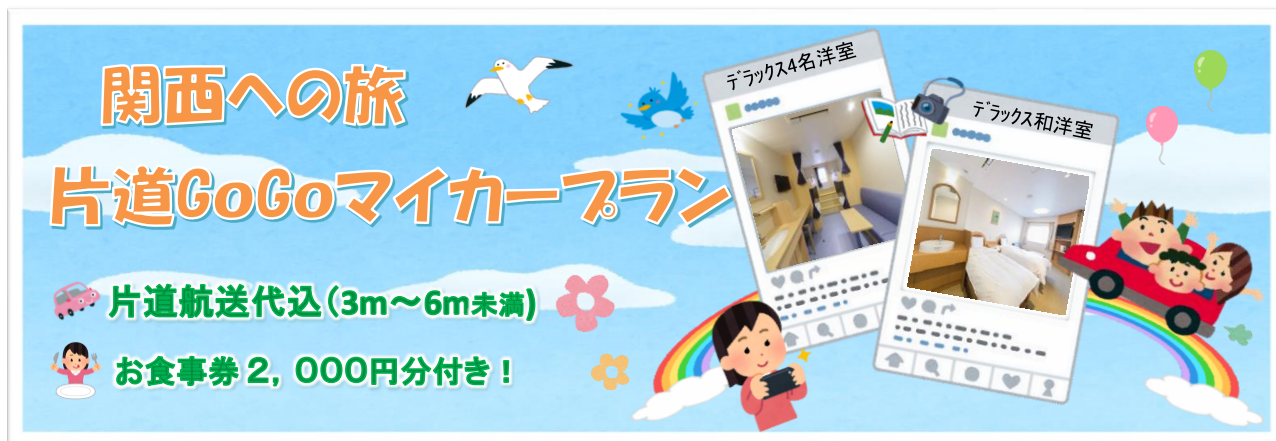 関西への旅
片道GoGoマイカープラン
片道航送代込(3m～6m未満)
お食事券２，０００円分付き！
ﾃﾞラックス4名洋室
ﾃﾞラックス和洋室